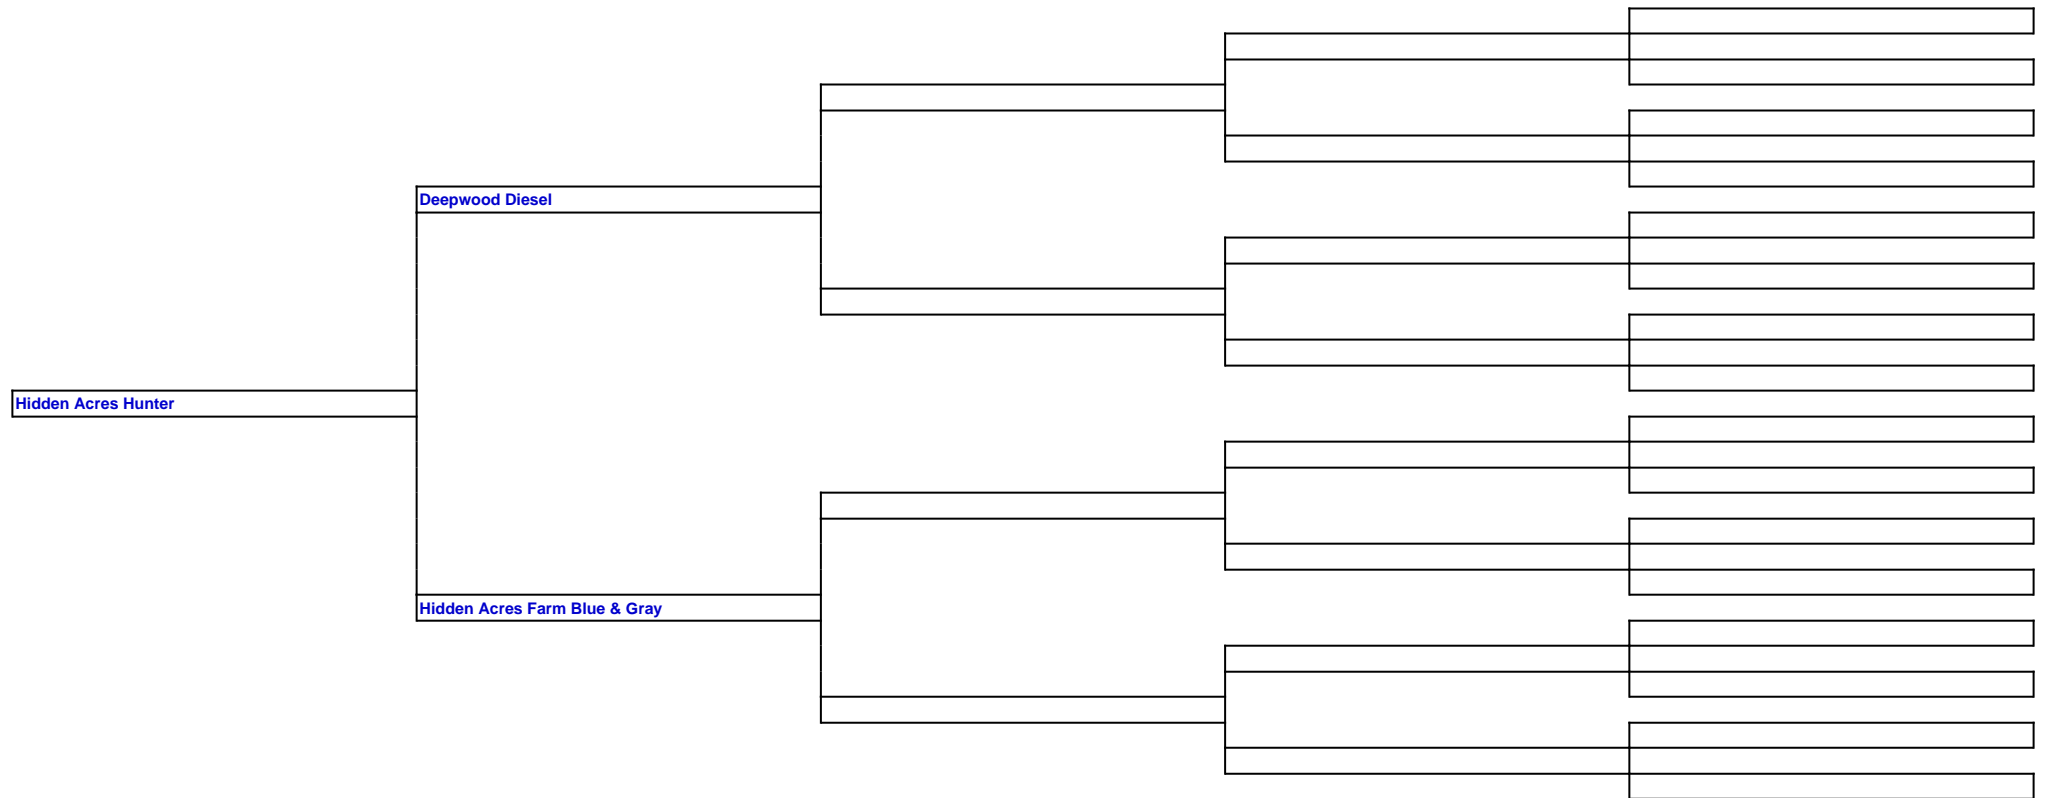 Deepwood Diesel
Hidden Acres Hunter
Hidden Acres Farm Blue & Gray